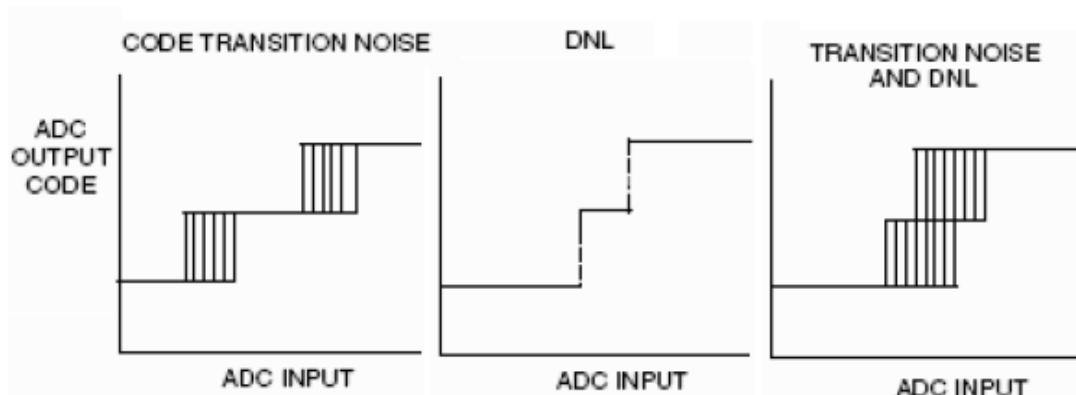 CODE TRANSITION NOISE
DNL
TRANSITION NOISE
AND DNL
ADC
OUTPUT
CODE
ADC INPUT
ADC INPUT
ADC INPUT